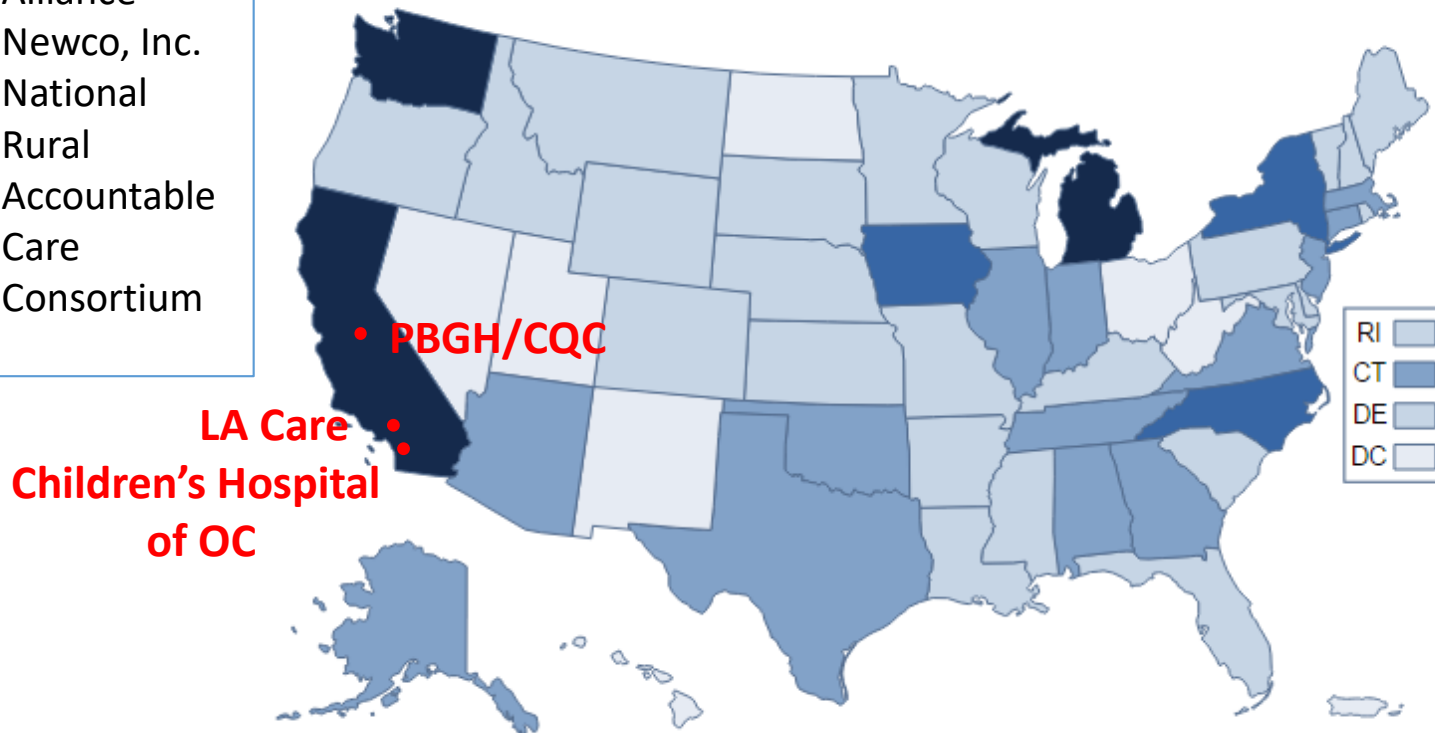 Alliance
Newco, Inc.
National
Rural
Accountable
Care
Consortium
PBGH/CQC
LA Care
Children’s Hospital
of OC
RI
CT
DE
DC